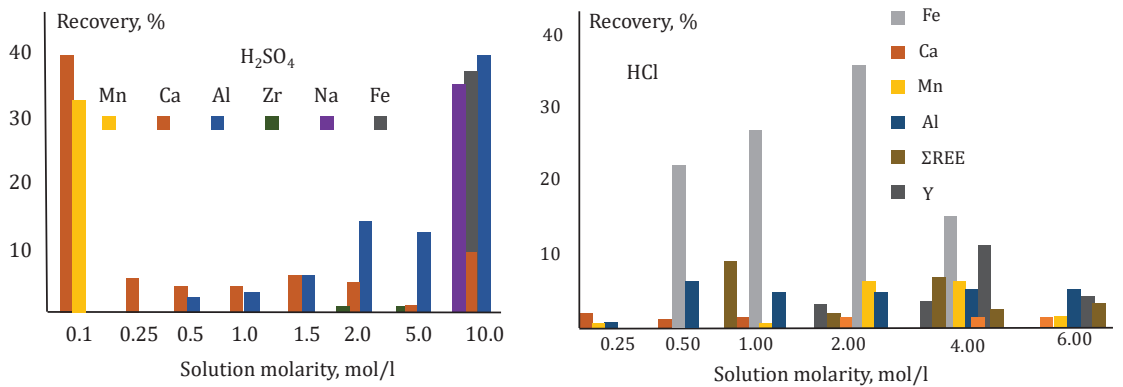 Recovery, %
H₂SO₄
Mn Ca Al Zr Na Fe
40
30
20
10
0.1 0.25 0.5 1.0 1.5 2.0 5.0 10.0
Solution molarity, mol/l
Recovery, %
HCl
Fe
Ca
Mn
Al
ΣREE
Y
40
30
20
10
0.25 0.50 1.00 2.00 4.00 6.00
Solution molarity, mol/l